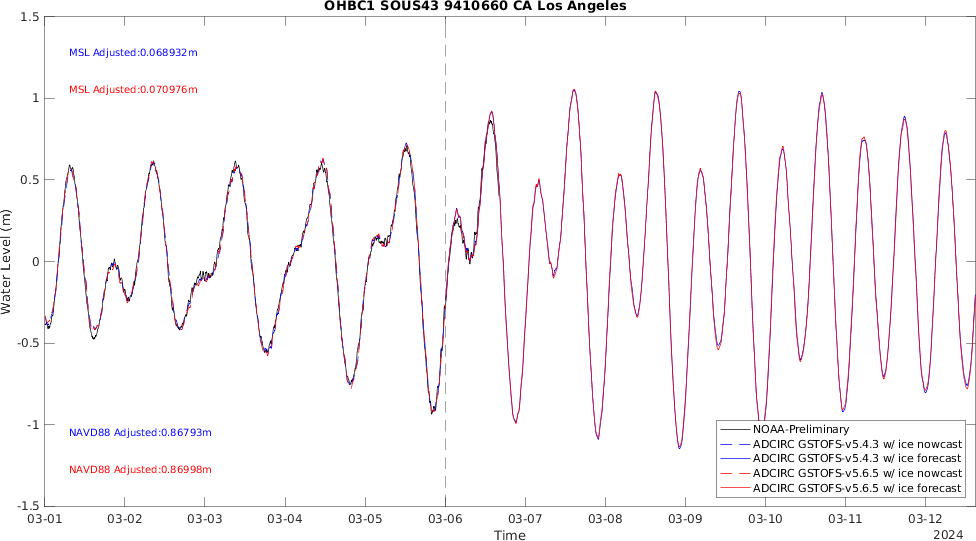 OHBC1 SOUS43 9410660 CA Los Angeles
1.5
1
0.5
0
-0.5
-1
-1.5
Water Level (m)
MSL Adjusted:0.068932m
MSL Adjusted:0.070976m
NAVD88 Adjusted:0.86793m
NAVD88 Adjusted:0.86998m
NOAA-Preliminary
ADCIRC GSTOFS-v5.4.3 w/ ice nowcast
ADCIRC GSTOFS-v5.4.3 w/ ice forecast
ADCIRC GSTOFS-v5.6.5 w/ ice nowcast
ADCIRC GSTOFS-v5.6.5 w/ ice forecast
03-01 03-02 03-03 03-04 03-05 03-06 03-07 03-08 03-09 03-10 03-11 03-12
Time
2024